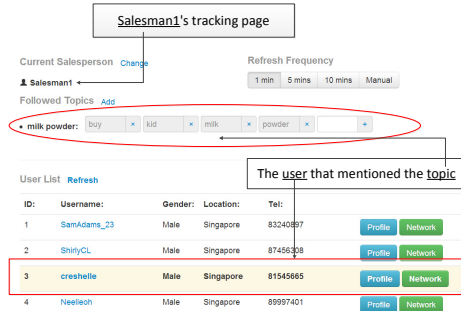 Salesman1's tracking page
Current Salesperson Change
Refresh Frequency
Salesman1
1 min 5 mins 10 mins Manual
Followed Topics Add
• milk powder: buy × kid × milk × powder × +
The user that mentioned the topic
User List Refresh
ID: Username: Gender: Location: Tel:
1 SamAdams_23 Male Singapore 83240897 Profile Network
2 ShirlyCL Male Singapore 87456308 Profile Network
3 creshelle Male Singapore 81545665 Profile Network
4 Neelieoh Male Singapore 89997401 Profile Network